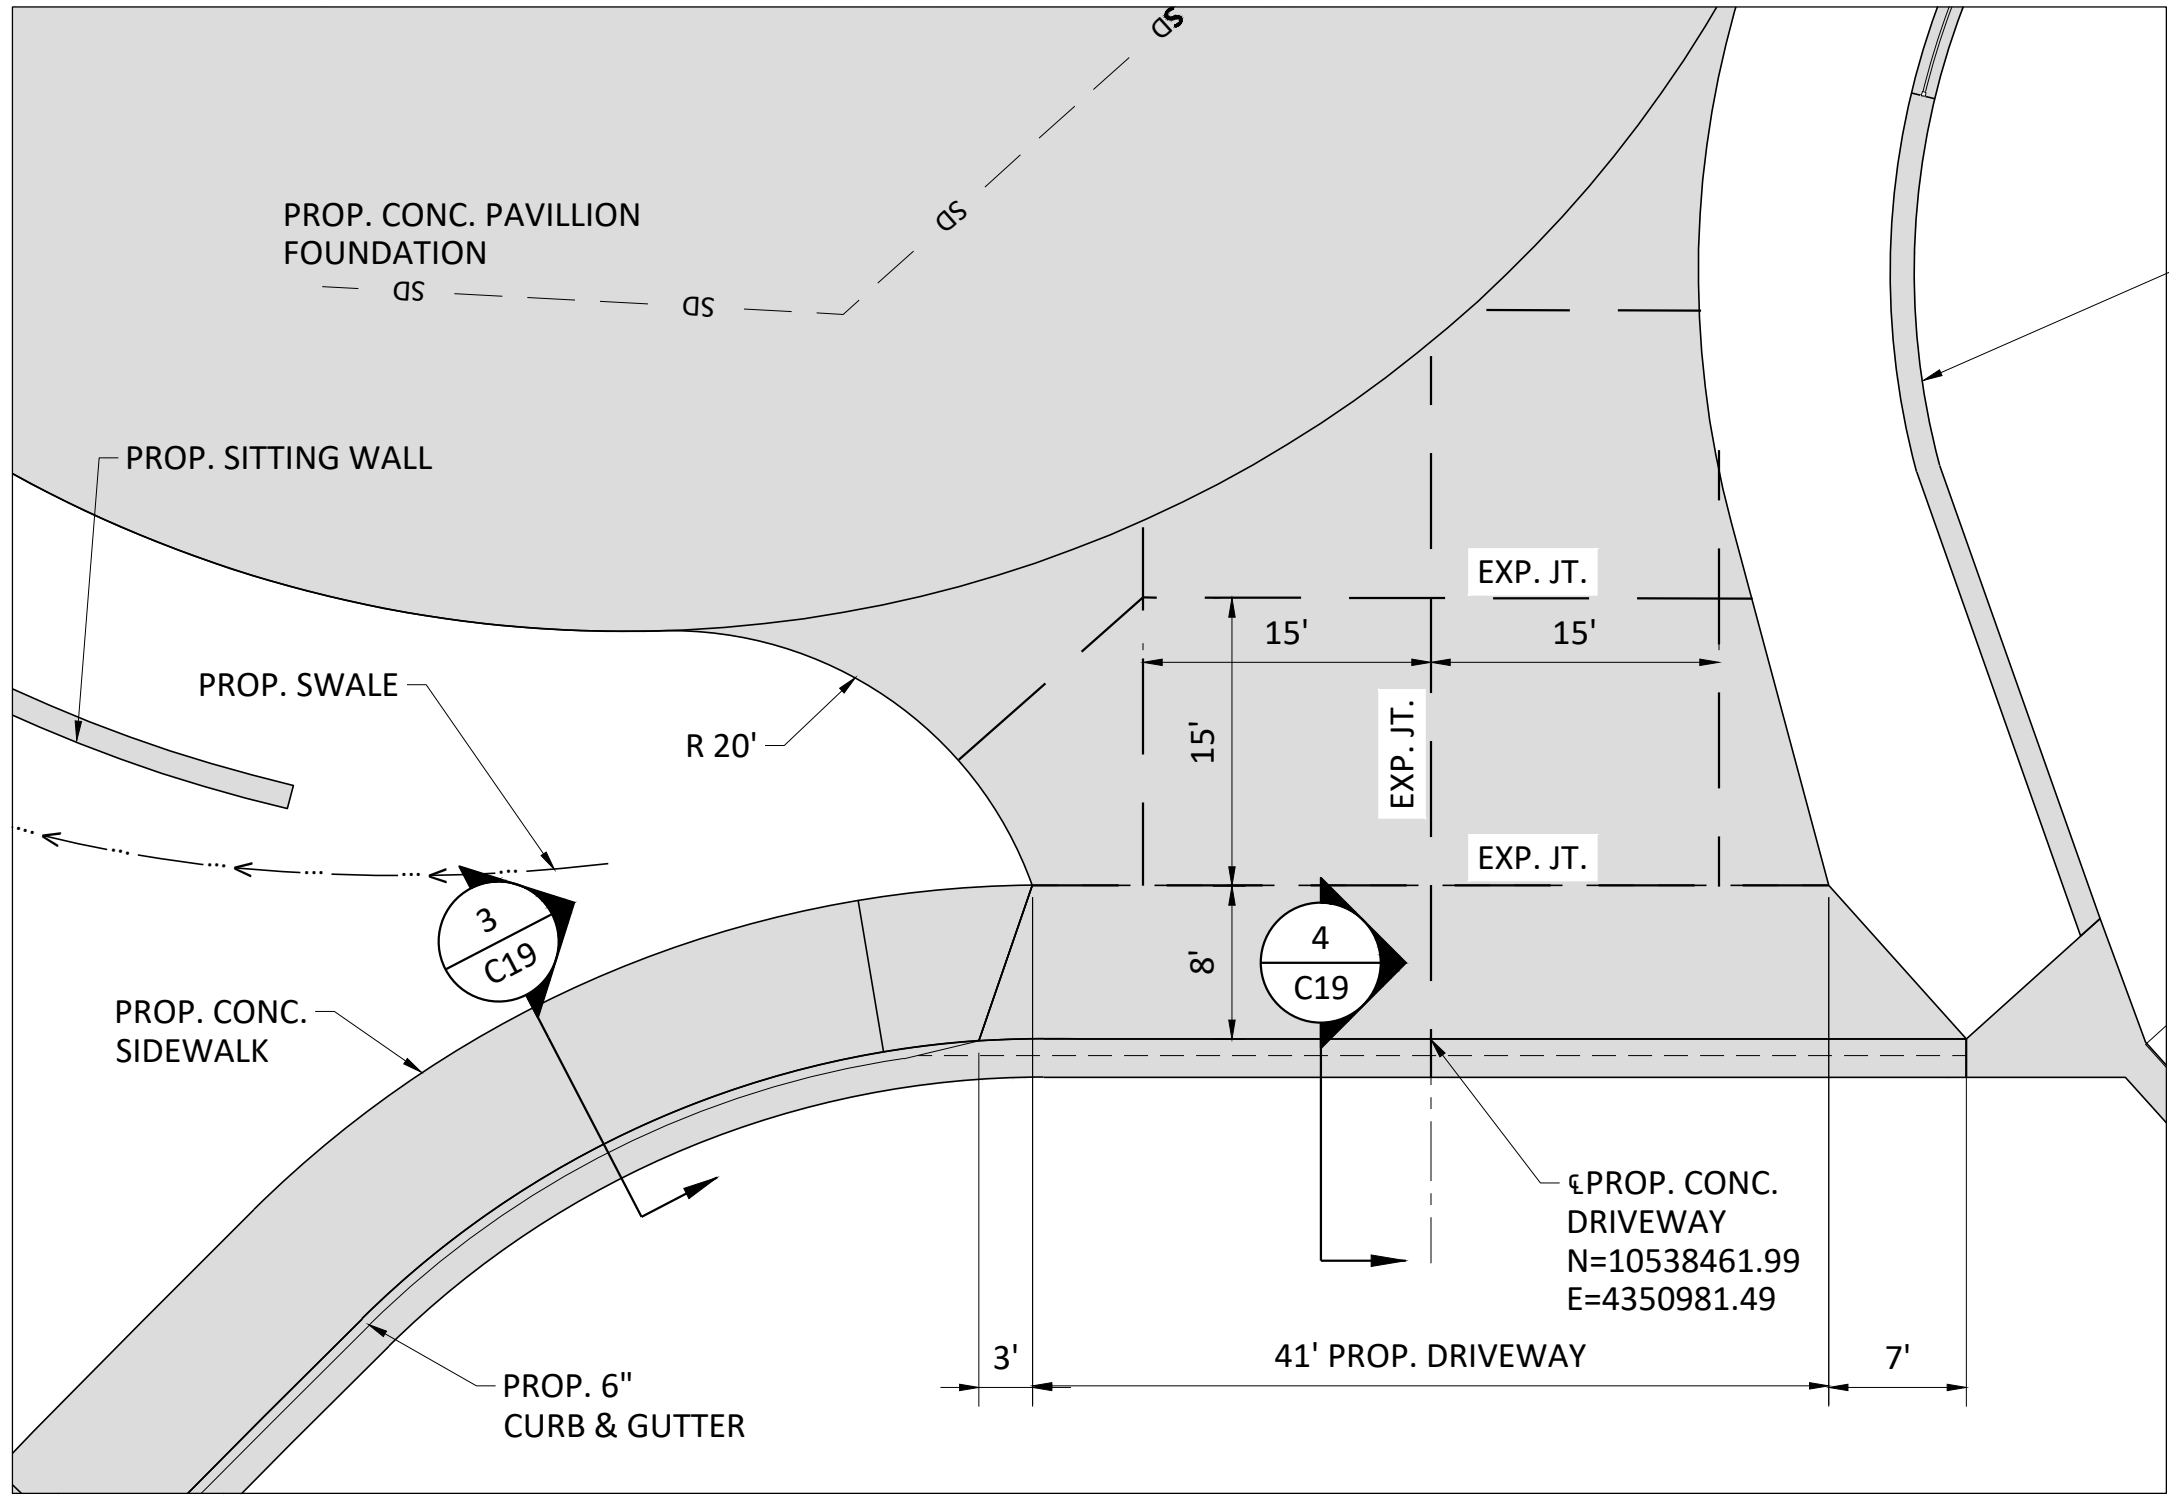 SD
SD
PROP. CONC. PAVILLION
FOUNDATION
SD
SD
PROP. SITTING WALL
EXP. JT.
15'
15'
PROP. SWALE
R 20'
15'
EXP. JT.
EXP. JT.
3
C19
4
C19
8'
PROP. CONC.
SIDEWALK
℄PROP. CONC.
DRIVEWAY
N=10538461.99
E=4350981.49
3'
41' PROP. DRIVEWAY
7'
PROP. 6"
CURB & GUTTER